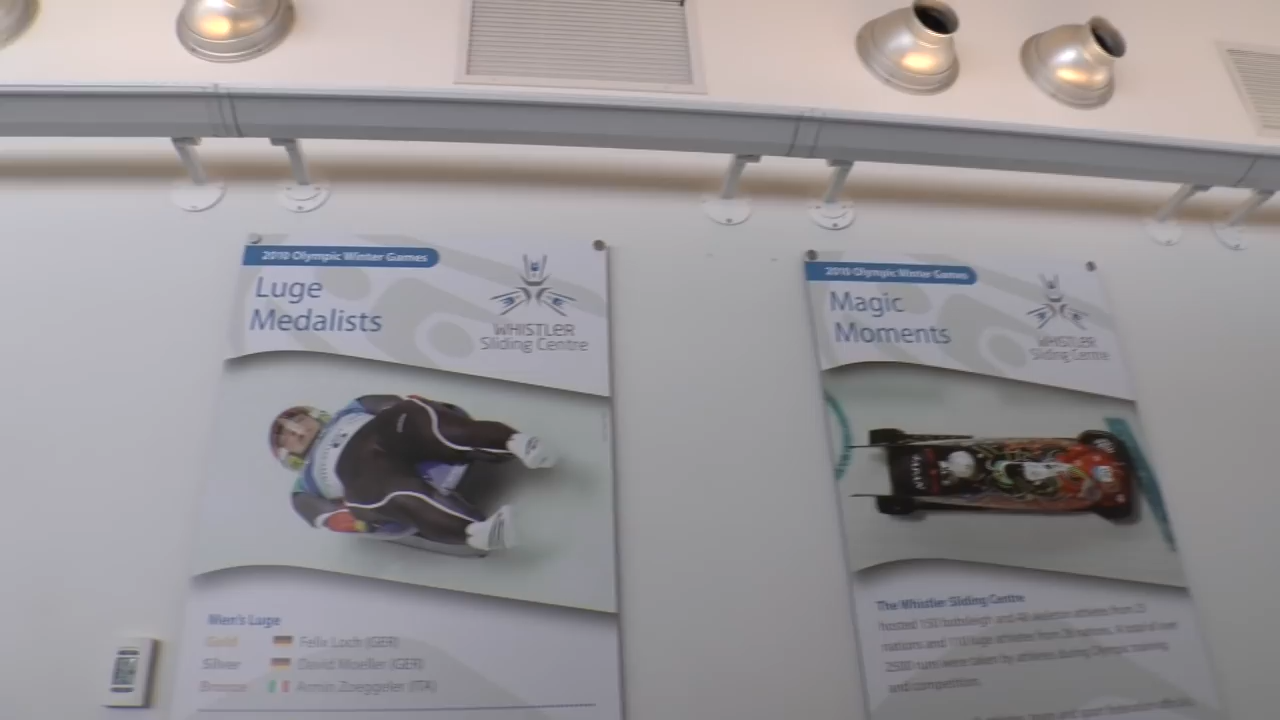 2010 Olympic Winter Games
Luge
Medalists
WHISTLER
Sliding Centre
Men's Luge
Gold Felix Loch (GER)
Silver David Moeller (GER)
Bronze Armin Zoeggeler (ITA)
2010 Olympic Winter Games
Magic
Moments
WHISTLER
Sliding Centre
The Whistler Sliding Centre
hosted 150 bobsleigh and 48 skeleton athletes from
nations and 110 luge athletes from nations. A total of over
2500 runs were taken by athletes during Olympic training
and competition.